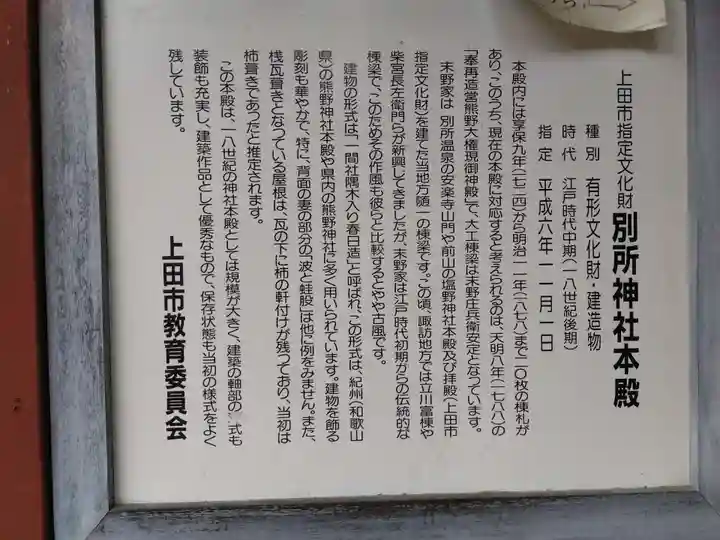 上田市指定文化財 別所神社本殿
種別 有形文化財・建造物
時代 江戸時代中期(一八世紀後期)
指定 平成六年一一月一日
本殿内には享保九年(一七二四)から明治一一年(一八七八)まで二〇枚の棟札が
あり、このうち、現在の本殿に対応すると考えられるのは、天明八年(一七八八)の
「奉再造営熊野大権現御神殿」で、大工棟梁は末野庄兵衛安定となっています。
末野家は 別所温泉の安楽寺山門や前山の塩野神社本殿及び拝殿(上田市
指定文化財)を建てた当地方随一の棟梁です。この頃、諏訪地方では立川富棟や
柴宮長左衛門らが新興してきましたが、末野家は江戸時代初期からの伝統的な
棟梁で、このためその作風も彼らと比較するとやや古風です。
建物の形式は、「一間社隅木入り春日造」と呼ばれ、この形式は、紀州(和歌山
県)の熊野神社本殿や県内の熊野神社に多く用いられています。建物を飾る
彫刻も華やかで、特に、背面の妻の部分の「波と蛙股」は他に例をみません。また、
桟瓦葺きとなっている屋根は、瓦の下に杮の軒付けが残っており、当初は
杮葺きであったと推定されます。
この本殿は、一八世紀の神社本殿としては規模が大きく、建築の軸部の 式も
装飾も充実し、建築作品として優秀なもので、保存状態も当初の様式をよく
残しています。
上田市教育委員会